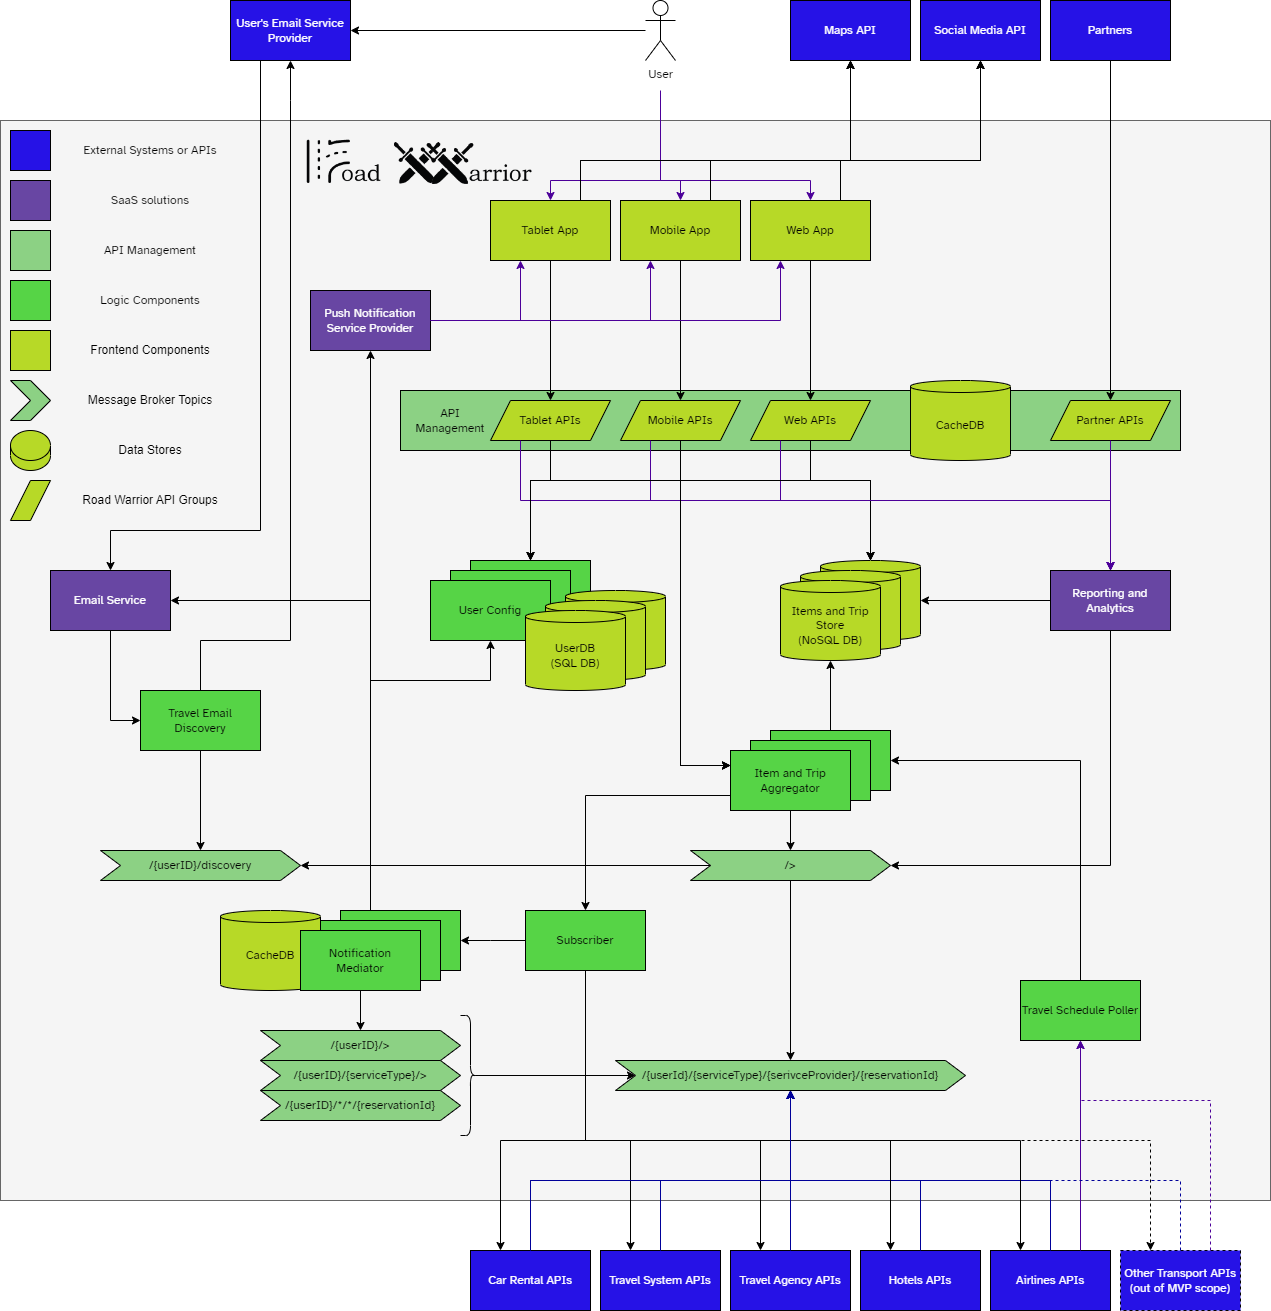 User's Email Service
Provider
User
Maps API
Social Media API
Partners
External Systems or APIs
SaaS solutions
API Management
Logic Components
Frontend Components
Message Broker Topics
Data Stores
Road Warrior API Groups
oad
arrior
Tablet App
Mobile App
Web App
Push Notification
Service Provider
API
Management
Tablet APIs
Mobile APIs
Web APIs
CacheDB
Partner APIs
Email Service
User Config
UserDB
(SQL DB)
Items and Trip
Store
(NoSQL DB)
Reporting and
Analytics
Travel Email
Discovery
Item and Trip
Aggregator
/{userID}/discovery
/>
CacheDB
Notification
Mediator
Subscriber
Travel Schedule Poller
/{userID}/>
/{userID}/{serviceType}/>
/{userID}/*/*/{reservationId}
/{userId}/{serviceType}/{serivceProvider}/{reservationId}
Car Rental APIs
Travel System APIs
Travel Agency APIs
Hotels APIs
Airlines APIs
Other Transport APIs
(out of MVP scope)